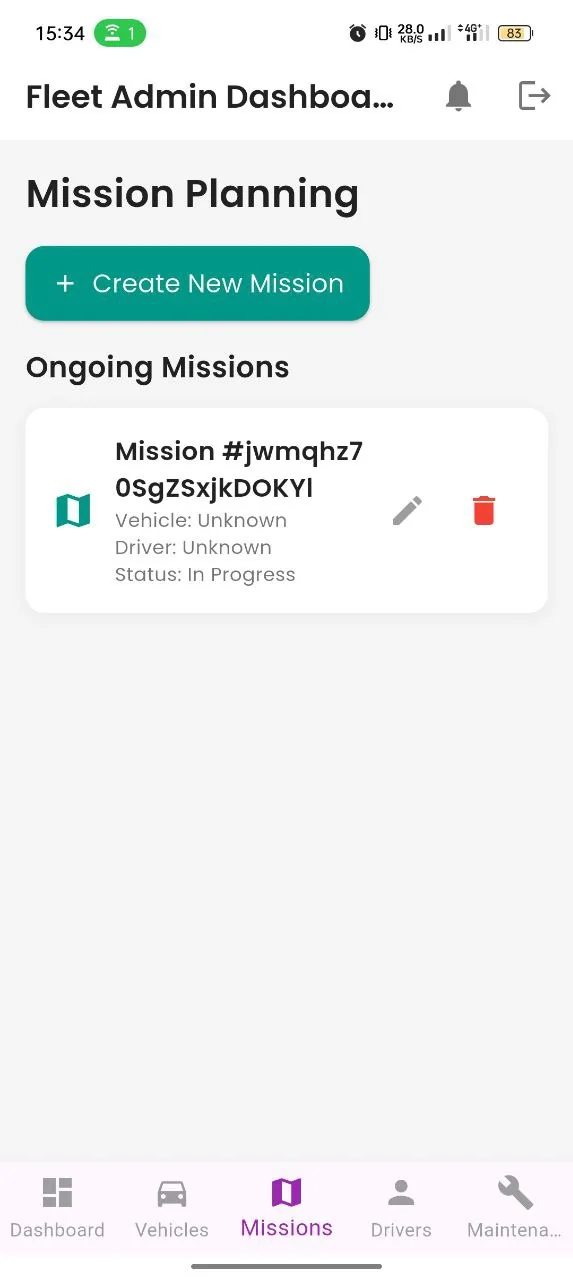 15:34 1 28.0 KB/S 4G+ 83
Fleet Admin Dashboa...
Mission Planning
+ Create New Mission
Ongoing Missions
Mission #jwmqhz7
0SgZSxjkDOKYl
Vehicle: Unknown
Driver: Unknown
Status: In Progress
Dashboard Vehicles Missions Drivers Maintena...